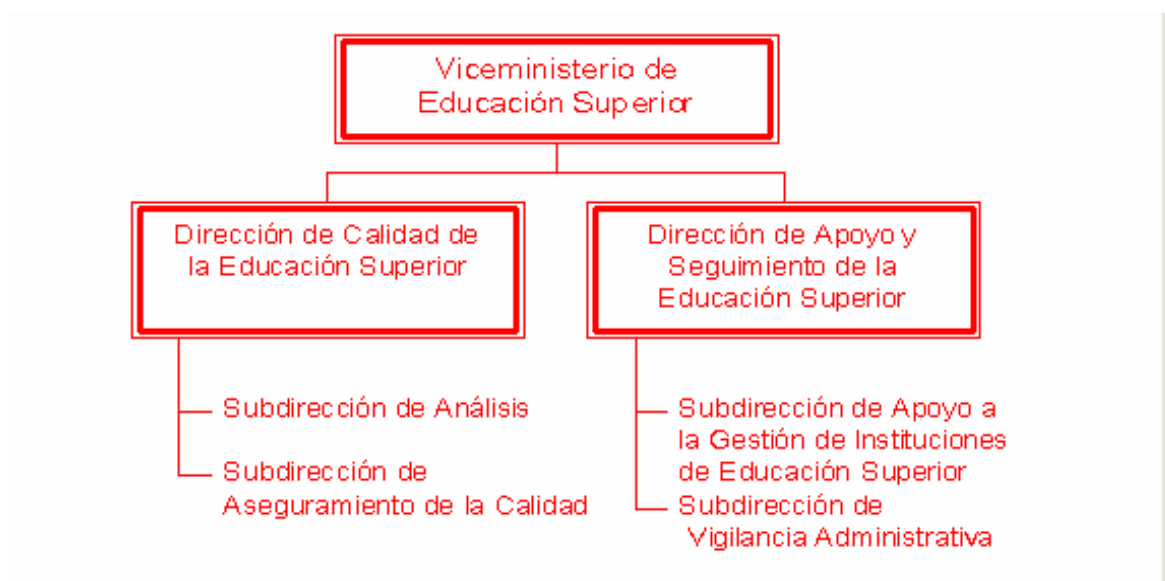 Viceministerio de
Educación Superior
Dirección de Calidad de
la Educación Superior
Subdirección de Análisis
Subdirección de
Aseguramiento de la Calidad
Dirección de Apoyo y
Seguimiento de la
Educación Superior
Subdirección de Apoyo a
la Gestión de Instituciones
de Educación Superior
Subdirección de
Vigilancia Administrativa